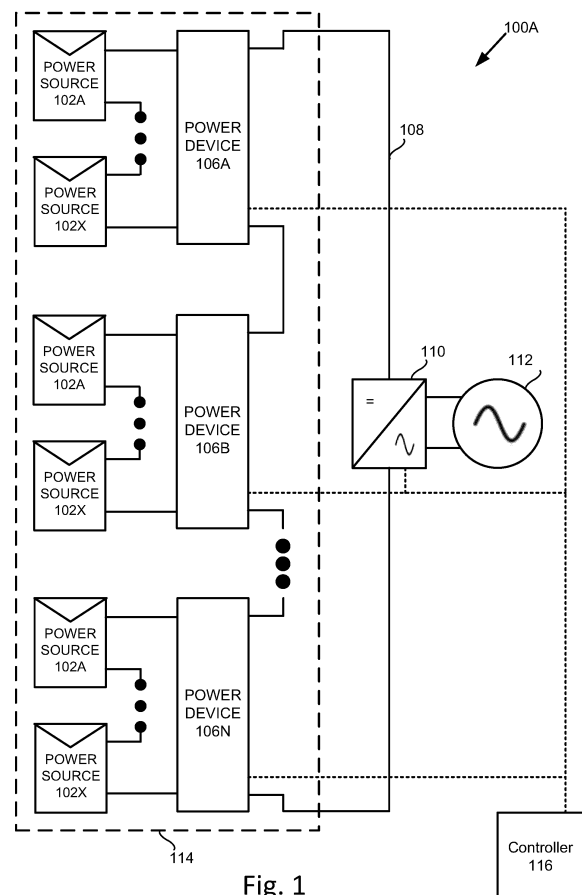 100A
POWER
SOURCE
102A
POWER
DEVICE
106A
108
POWER
SOURCE
102X
POWER
SOURCE
102A
110
112
=
POWER
DEVICE
106B
POWER
SOURCE
102X
POWER
SOURCE
102A
POWER
DEVICE
106N
POWER
SOURCE
102X
114
Controller
116
Fig. 1